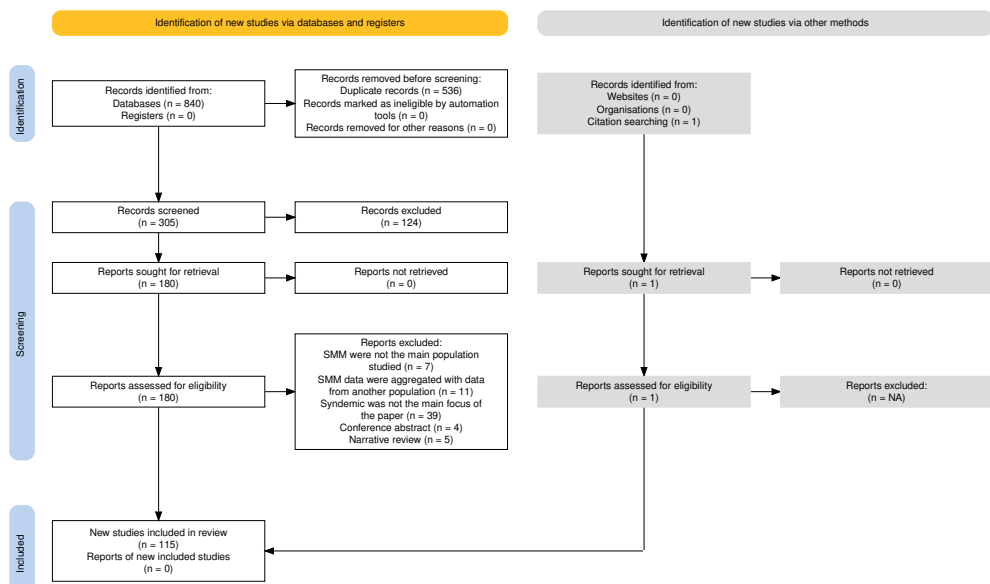 Identification of new studies via databases and registers
Identification of new studies via other methods
Identification
Records identified from:
Databases (n = 840)
Registers (n = 0)
Records removed before screening:
Duplicate records (n = 536)
Records marked as ineligible by automation
tools (n = 0)
Records removed for other reasons (n = 0)
Records identified from:
Websites (n = 0)
Organisations (n = 0)
Citation searching (n = 1)
Screening
Records screened
(n = 305)
Records excluded
(n = 124)
Reports sought for retrieval
(n = 180)
Reports not retrieved
(n = 0)
Reports sought for retrieval
(n = 1)
Reports not retrieved
(n = 0)
Reports assessed for eligibility
(n = 180)
Reports excluded:
SMM were not the main population
studied (n = 7)
SMM data were aggregated with data
from another population (n = 11)
Syndemic was not the main focus of
the paper (n = 39)
Conference abstract (n = 4)
Narrative review (n = 5)
Reports assessed for eligibility
(n = 1)
Reports excluded:
(n = NA)
Included
New studies included in review
(n = 115)
Reports of new included studies
(n = 0)